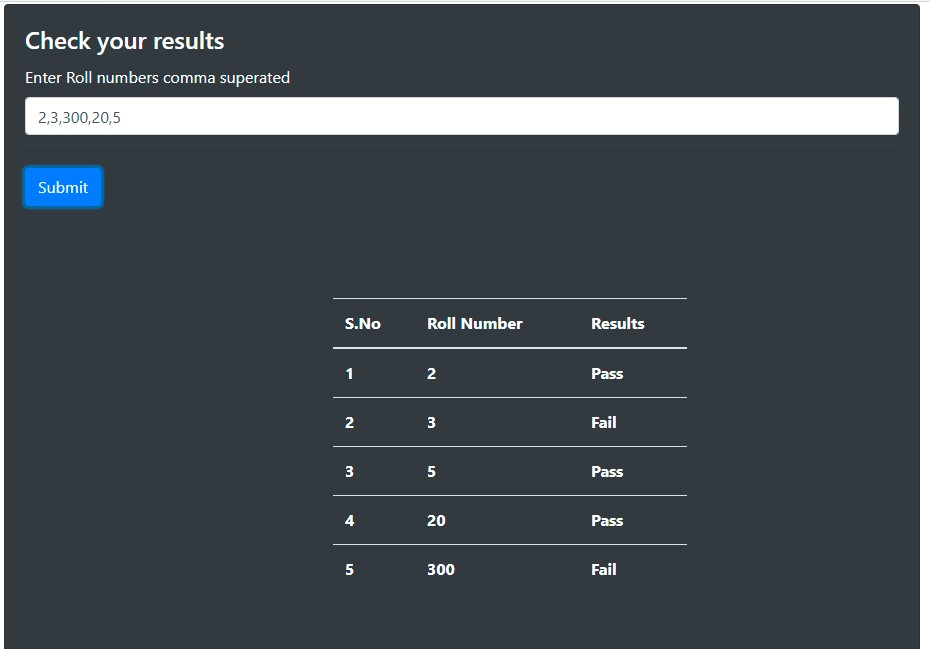 Check your results
Enter Roll numbers comma superated
2,3,300,20,5
Submit
S.No Roll Number Results
1 2 Pass
2 3 Fail
3 5 Pass
4 20 Pass
5 300 Fail